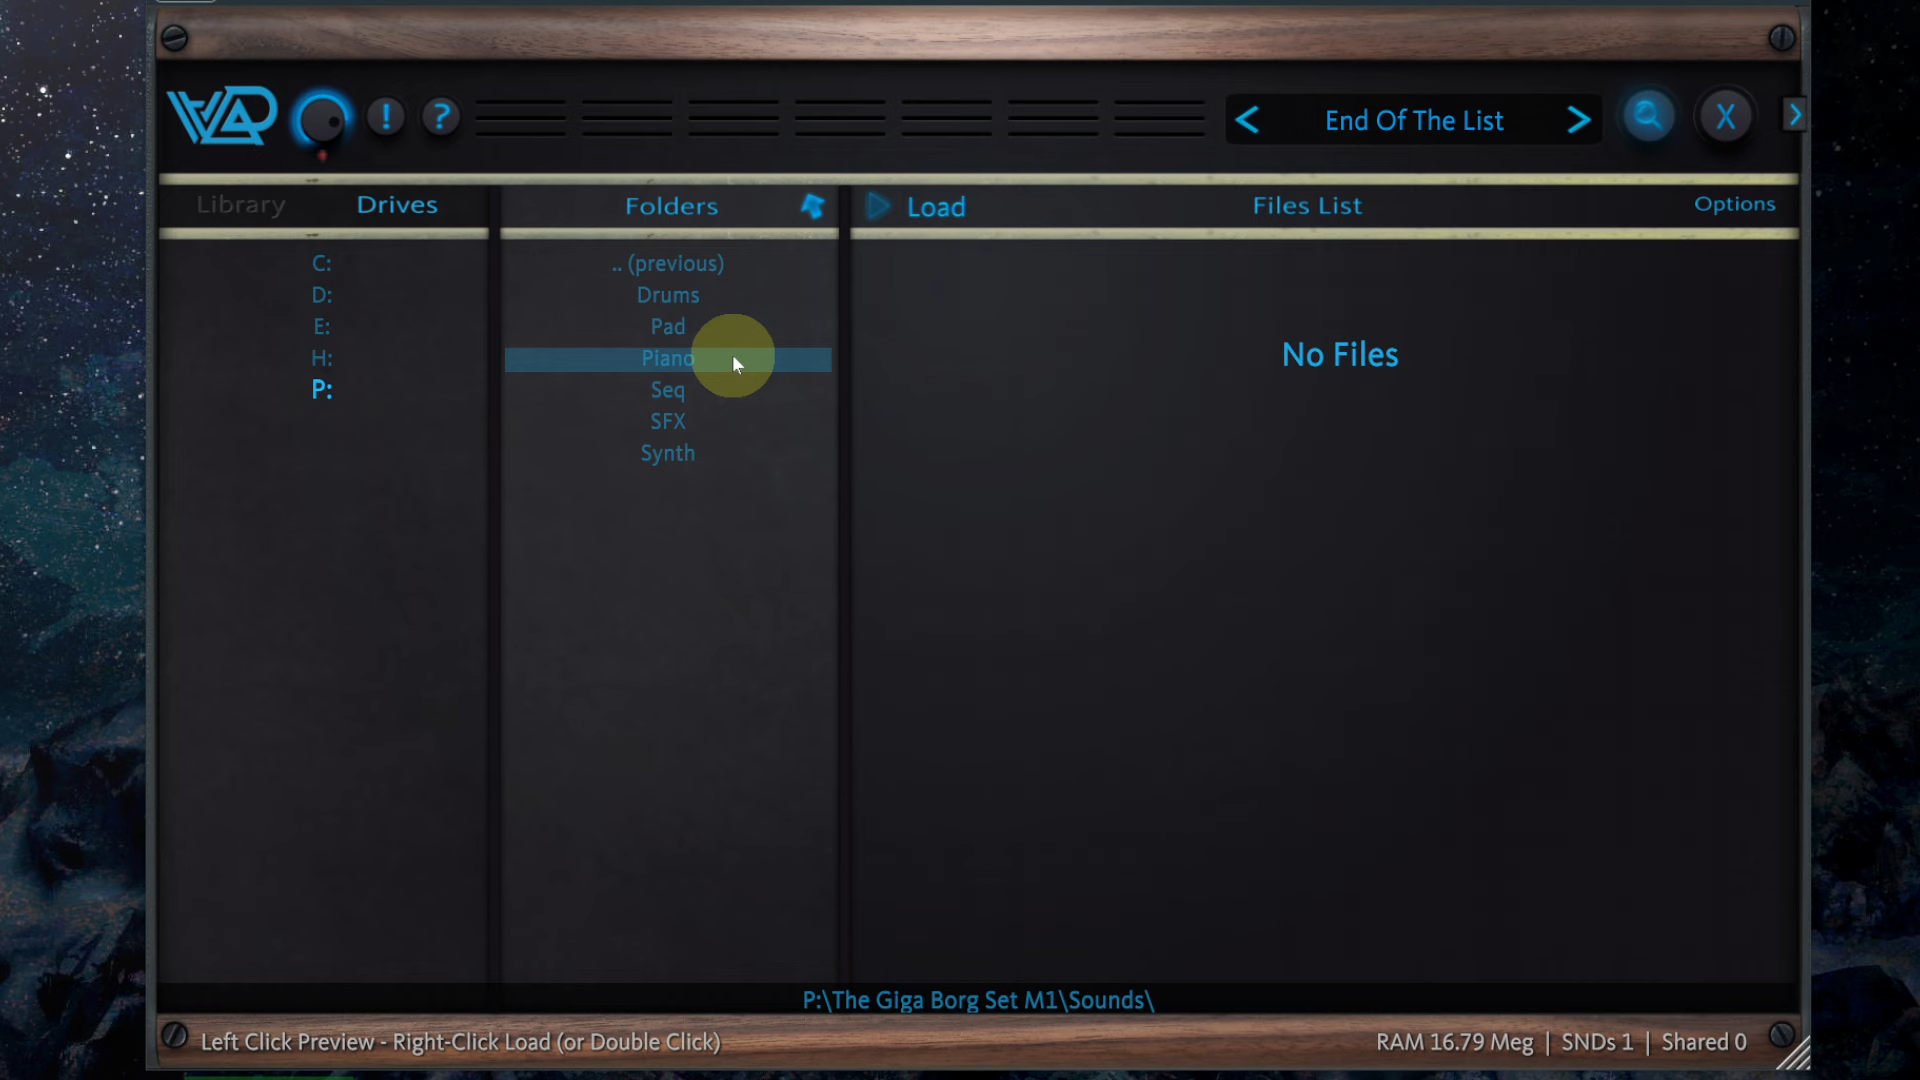 VAD
! ? < End Of The List > X >
Library Drives Folders Load Files List Options
C:
D:
E:
H:
P:
.. (previous)
Drums
Pad
Piano
Seq
SFX
Synth
No Files
P:\The Giga Borg Set M1\Sounds\
Left Click Preview - Right-Click Load (or Double Click) RAM 16.79 Meg | SNDs 1 | Shared 0